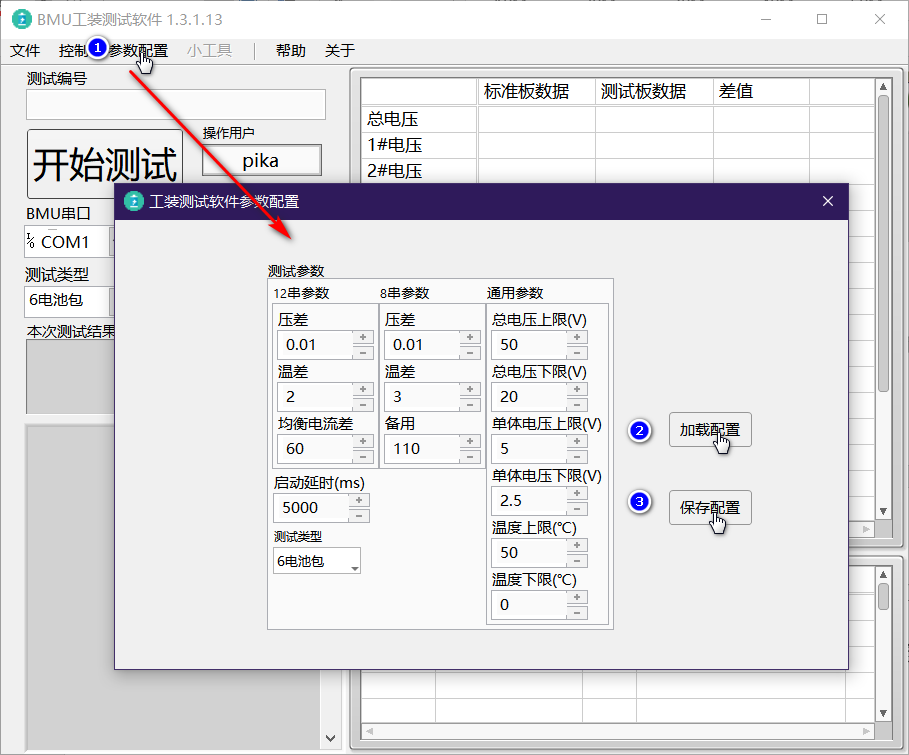 BMU工装测试软件 1.3.1.13
文件 控制 1 参数配置 小工具 帮助 关于
测试编号
标准板数据 测试板数据 差值
操作用户
开始测试 pika
总电压
1#电压
2#电压
BMU串口
COM1
测试类型
6电池包
本次测试结果
工装测试软件参数配置
测试参数
12串参数 8串参数 通用参数
压差 压差 总电压上限(V)
0.01 0.01 50
温差 温差 总电压下限(V)
2 3 20
均衡电流差 备用 单体电压上限(V)
60 110 5
启动延时(ms) 单体电压下限(V)
5000 2.5
测试类型 温度上限(℃)
6电池包 50
温度下限(℃)
0
2 加载配置
3 保存配置